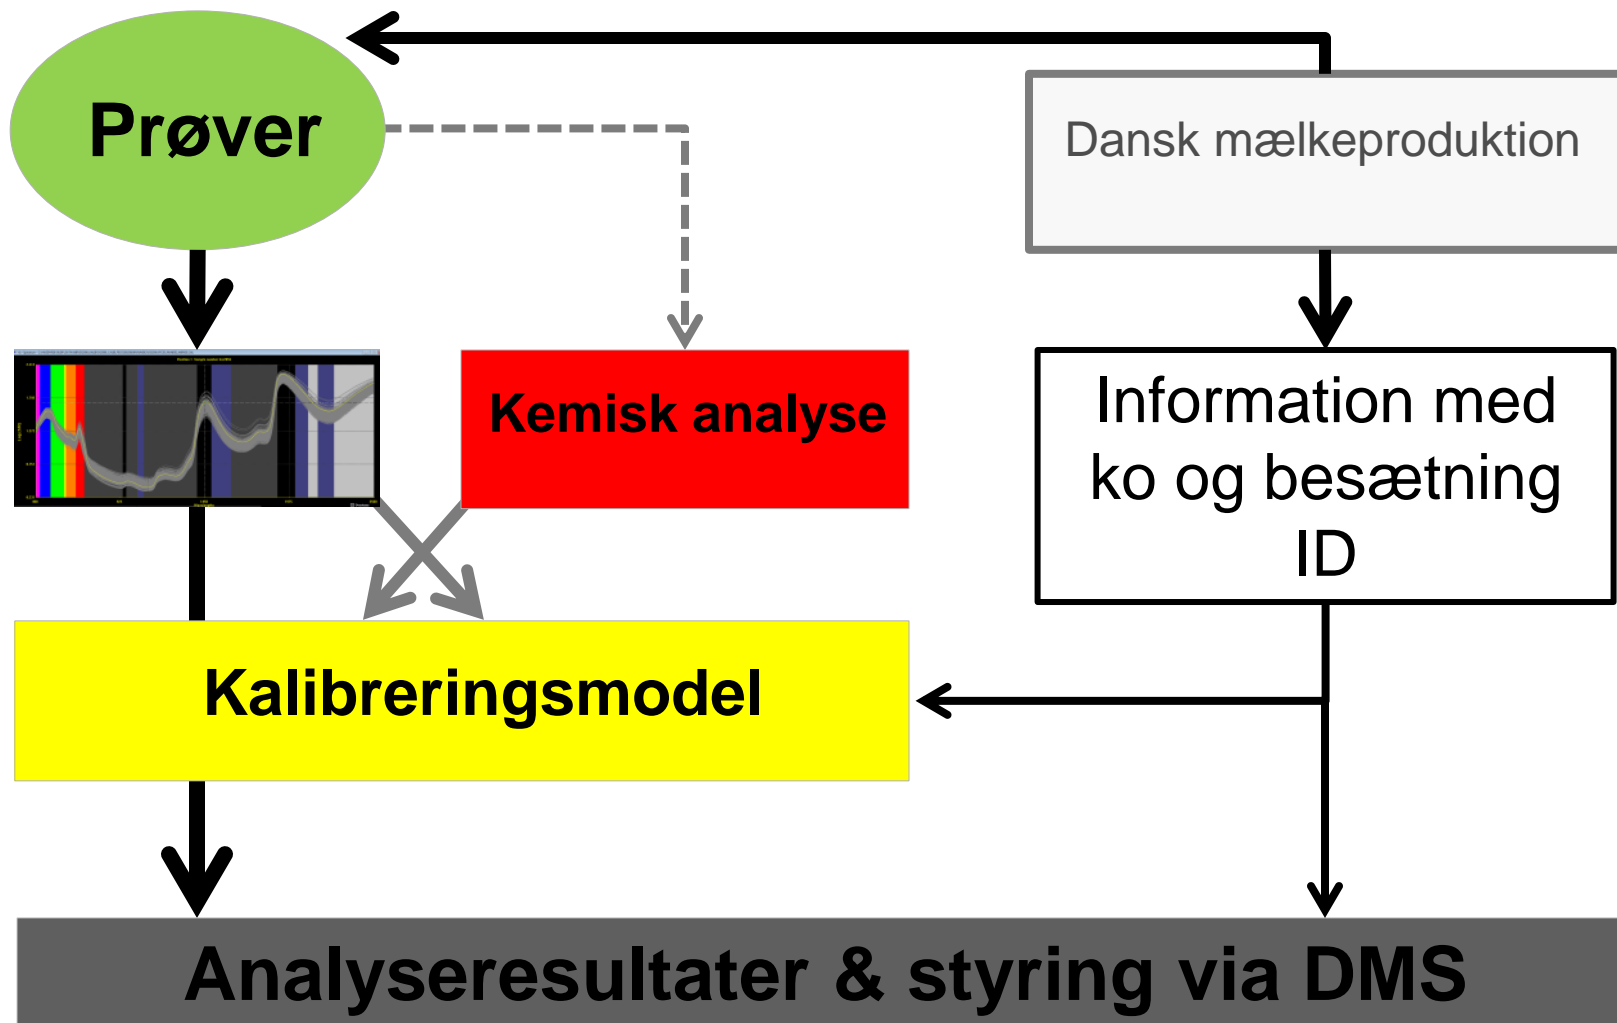 Prøver
Dansk mælkeproduktion
Kemisk analyse
Information med
ko og besætning
ID
Kalibreringsmodel
Analyseresultater & styring via DMS